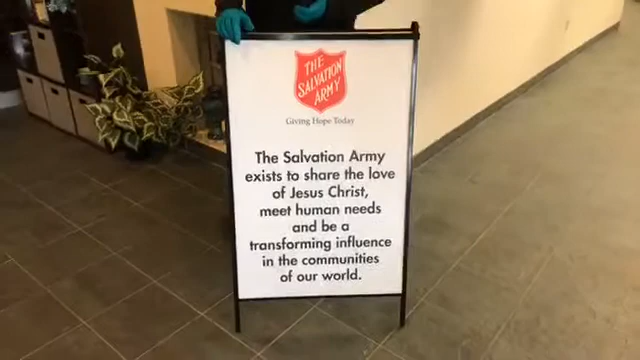 THE
SALVATION
ARMY
Giving Hope Today
The Salvation Army
exists to share the love
of Jesus Christ,
meet human needs
and be a
transforming influence
in the communities
of our world.